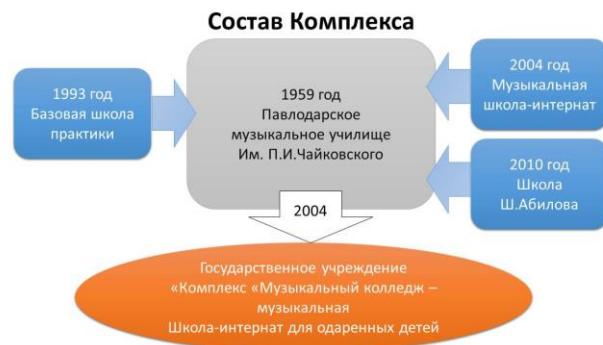 Состав Комплекса
1993 год
Базовая школа
практики
1959 год
Павлодарское
музыкальное училище
Им. П.И.Чайковского
2004 год
Музыкальная
школа-интернат
2010 год
Школа
Ш.Абилова
2004
Государственное учреждение
«Комплекс «Музыкальный колледж –
музыкальная
Школа-интернат для одаренных детей